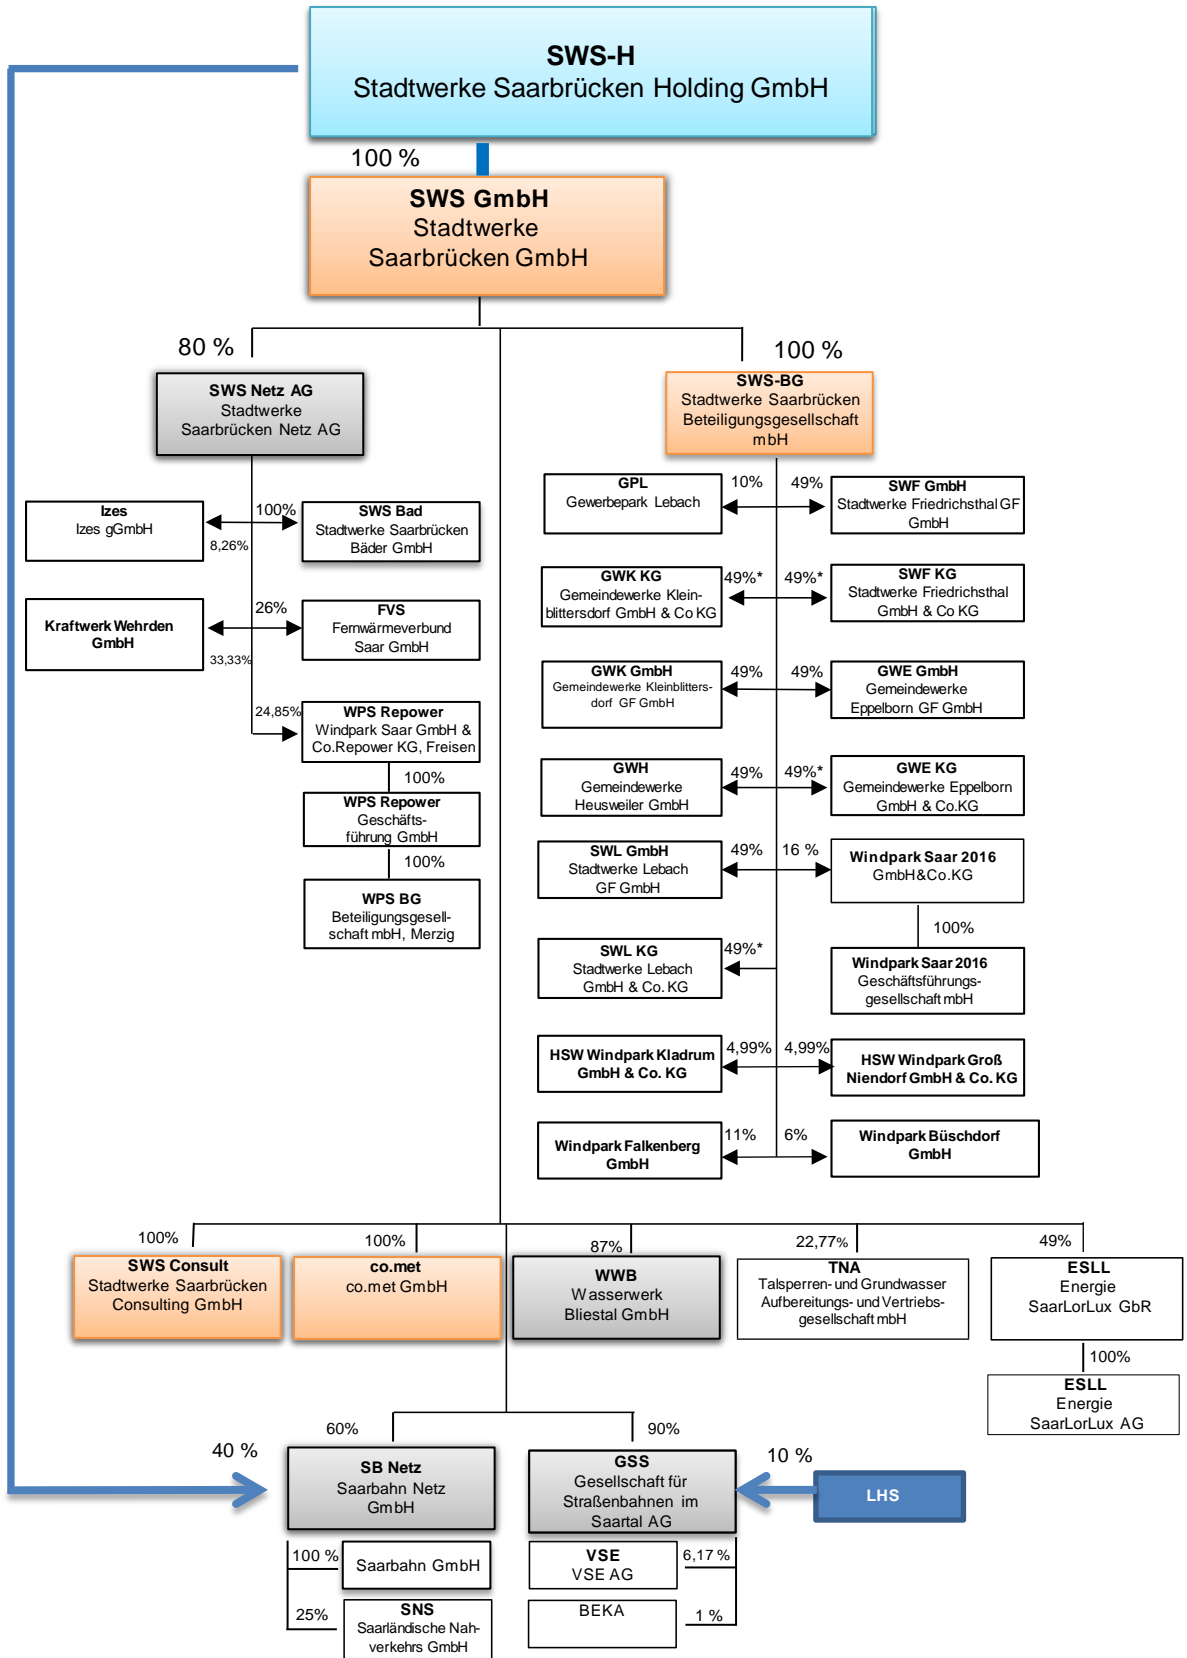 SWS-H
Stadtwerke Saarbrücken Holding GmbH
100 %
SWS GmbH
Stadtwerke
Saarbrücken GmbH
80 %
100 %
SWS Netz AG
Stadtwerke
Saarbrücken Netz AG
SWS-BG
Stadtwerke Saarbrücken
Beteiligungsgesellschaft
mbH
Izes
Izes gGmbH
100%
8,26%
SWS Bad
Stadtwerke Saarbrücken
Bäder GmbH
Kraftwerk Wehrden
GmbH
26%
33,33%
FVS
Fernwärmeverbund
Saar GmbH
24,85%
WPS Repower
Windpark Saar GmbH &
Co.Repower KG, Freisen
100%
WPS Repower
Geschäfts-
führung GmbH
100%
WPS BG
Beteiligungsgesell-
schaft mbH, Merzig
GPL
Gewerbepark Lebach
10%
49%
SWF GmbH
Stadtwerke Friedrichsthal GF
GmbH
GWK KG
Gemeindewerke Klein-
blittersdorf GmbH & Co KG
49%*
49%*
SWF KG
Stadtwerke Friedrichsthal
GmbH & Co KG
GWK GmbH
Gemeindewerke Kleinblitters-
dorf GF GmbH
49%
49%
GWE GmbH
Gemeindewerke
Eppelborn GF GmbH
GWH
Gemeindewerke
Heusweiler GmbH
49%
49%*
GWE KG
Gemeindewerke Eppelborn
GmbH & Co.KG
SWL GmbH
Stadtwerke Lebach
GF GmbH
49%
16 %
Windpark Saar 2016
GmbH&Co.KG
100%
SWL KG
Stadtwerke Lebach
GmbH & Co. KG
49%*
Windpark Saar 2016
Geschäftsführungs-
gesellschaft mbH
HSW Windpark Kladrum
GmbH & Co. KG
4,99%
4,99%
HSW Windpark Groß
Niendorf GmbH & Co. KG
Windpark Falkenberg
GmbH
11%
6%
Windpark Büschdorf
GmbH
100%
SWS Consult
Stadtwerke Saarbrücken
Consulting GmbH
100%
co.met
co.met GmbH
87%
WWB
Wasserwerk
Bliestal GmbH
22,77%
TNA
Talsperren- und Grundwasser
Aufbereitungs- und Vertriebs-
gesellschaft mbH
49%
ESLL
Energie
SaarLorLux GbR
100%
ESLL
Energie
SaarLorLux AG
60%
90%
40 %
SB Netz
Saarbahn Netz
GmbH
GSS
Gesellschaft für
Straßenbahnen im
Saartal AG
10 %
LHS
100 %
Saarbahn GmbH
25%
SNS
Saarländische Nah-
verkehrs GmbH
VSE
VSE AG
6,17 %
BEKA
1 %